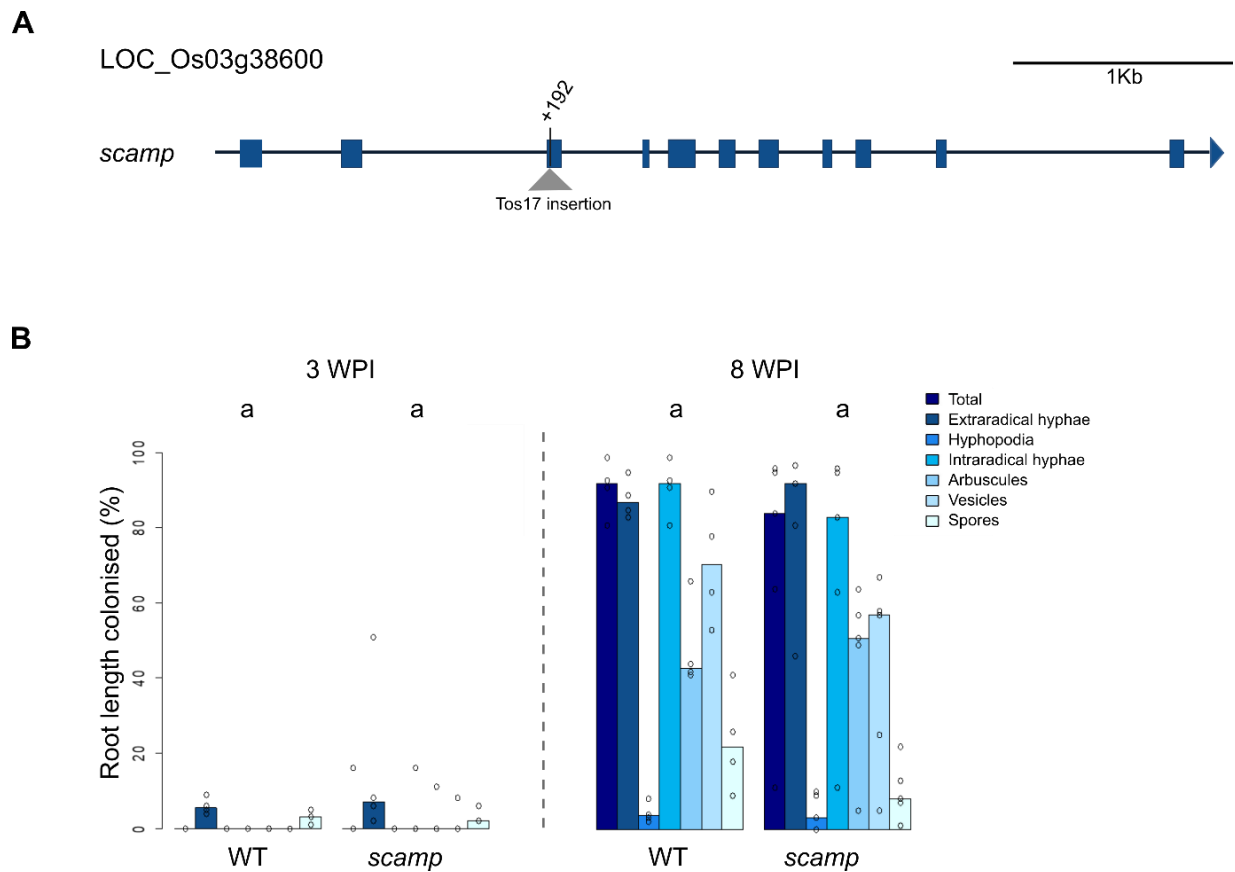 A
LOC_Os03g38600
1Kb
+192
scamp
Tos17 insertion
B
3 WPI
8 WPI
a
a
a
a
Total
Extraradical hyphae
Hyphopodia
Intraradical hyphae
Arbuscules
Vesicles
Spores
Root length colonised (%)
100
80
60
40
20
0
WT
scamp
WT
scamp